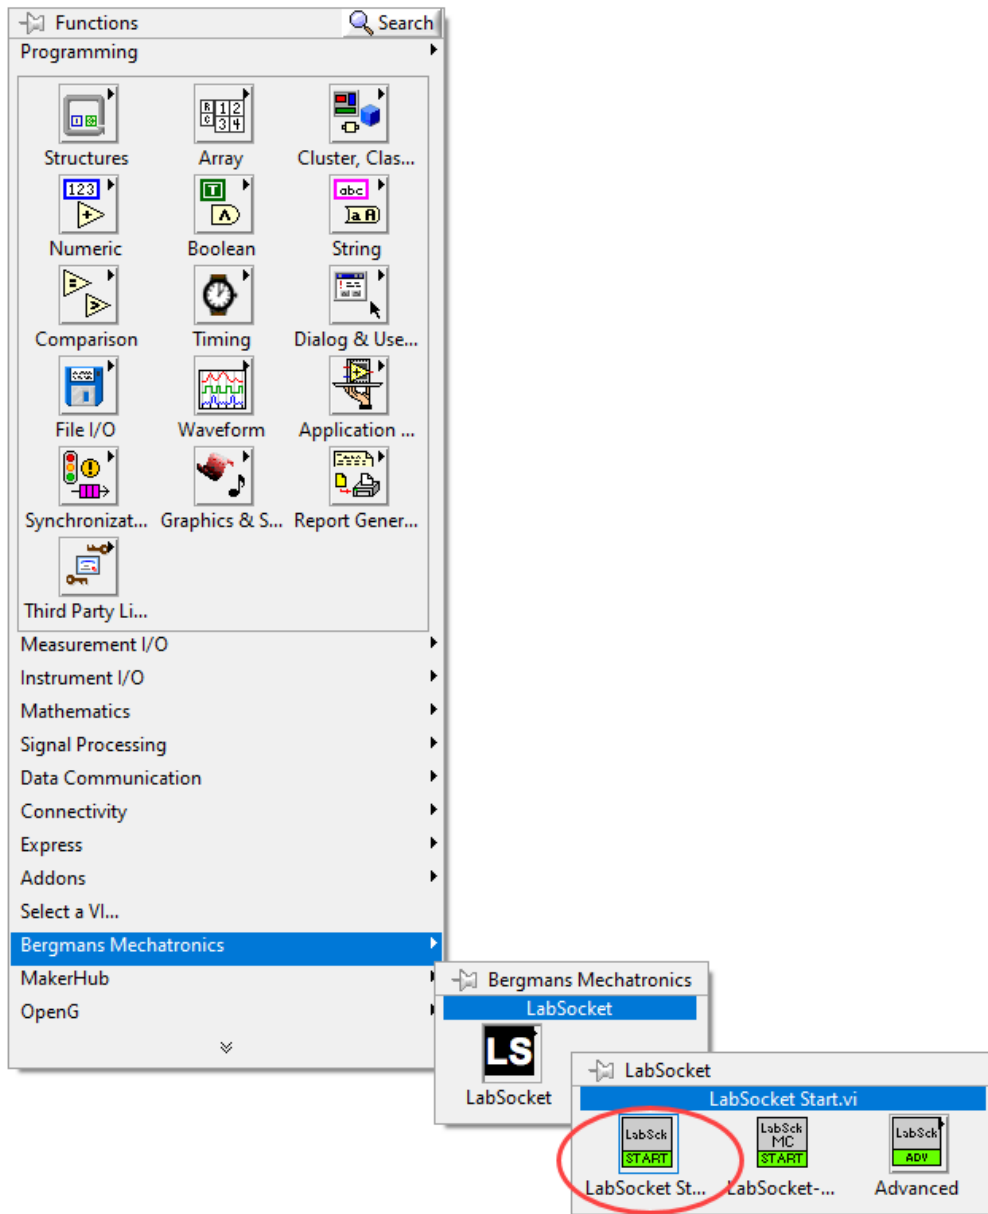 Functions Search
Programming
Structures Array Cluster, Clas...
Numeric Boolean String
Comparison Timing Dialog & Use...
File I/O Waveform Application ...
Synchronizat... Graphics & S... Report Gener...
Third Party Li...
Measurement I/O
Instrument I/O
Mathematics
Signal Processing
Data Communication
Connectivity
Express
Addons
Select a VI...
Bergmans Mechatronics
MakerHub
OpenG
Bergmans Mechatronics
LabSocket
LS
LabSocket
LabSocket
LabSocket Start.vi
LabSck START LabSck MC START LabSck ADV
LabSocket St... LabSocket-... Advanced